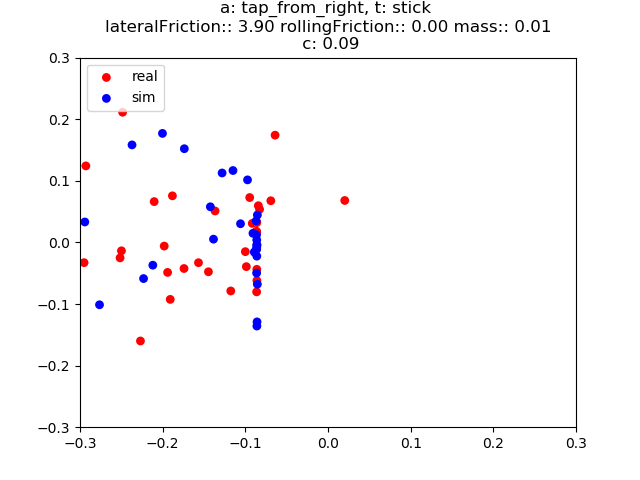 a: tap_from_right, t: stick
lateralFriction:: 3.90 rollingFriction:: 0.00 mass:: 0.01
c: 0.09
real
sim
0.3
0.2
0.1
0.0
−0.1
−0.2
−0.3
−0.3 −0.2 −0.1 0.0 0.1 0.2 0.3